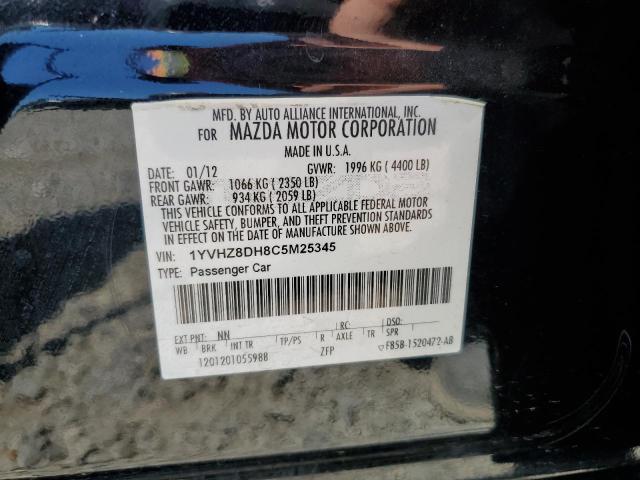 MFD. BY AUTO ALLIANCE INTERNATIONAL, INC.
FOR MAZDA MOTOR CORPORATION
MADE IN U.S.A.
DATE: 01/12 GVWR: 1996 KG ( 4400 LB)
FRONT GAWR: 1066 KG ( 2350 LB)
REAR GAWR: 934 KG ( 2059 LB)
THIS VEHICLE CONFORMS TO ALL APPLICABLE FEDERAL MOTOR
VEHICLE SAFETY, BUMPER, AND THEFT PREVENTION STANDARDS
IN EFFECT ON THE DATE OF MANUFACTURE SHOWN ABOVE.
VIN: 1YVHZ8DH8C5M25345
TYPE: Passenger Car
EXT PNT: NN RC: DSO:
WB BRK INT TR TP/PS R AXLE TR SPR
1201201055988 ZFP F85B-1520472-AB